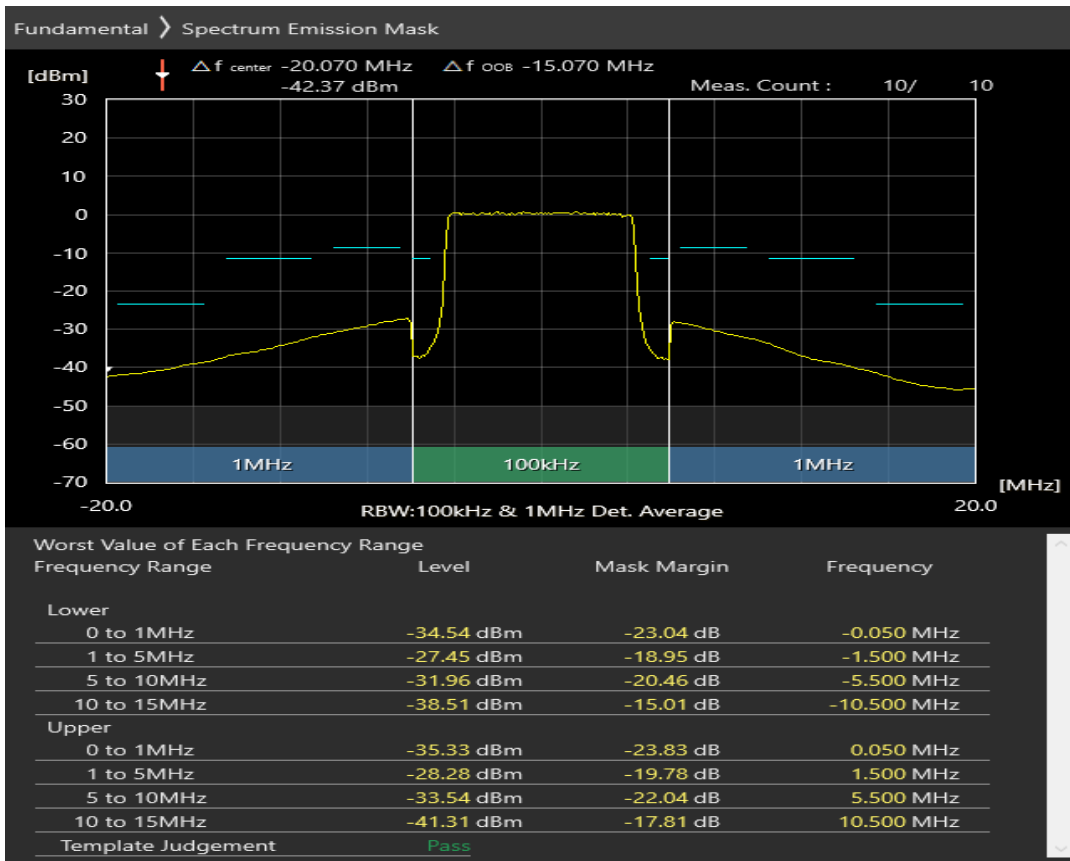 Fundamental ❯ Spectrum Emission Mask
△f center -20.070 MHz △f OOB -15.070 MHz
[dBm] -42.37 dBm Meas. Count : 10/ 10
30
20
10
0
-10
-20
-30
-40
-50
-60
1MHz 100kHz 1MHz
-70 [MHz]
-20.0 RBW:100kHz & 1MHz Det. Average 20.0
Worst Value of Each Frequency Range
Frequency Range Level Mask Margin Frequency
Lower
0 to 1MHz -34.54 dBm -23.04 dB -0.050 MHz
1 to 5MHz -27.45 dBm -18.95 dB -1.500 MHz
5 to 10MHz -31.96 dBm -20.46 dB -5.500 MHz
10 to 15MHz -38.51 dBm -15.01 dB -10.500 MHz
Upper
0 to 1MHz -35.33 dBm -23.83 dB 0.050 MHz
1 to 5MHz -28.28 dBm -19.78 dB 1.500 MHz
5 to 10MHz -33.54 dBm -22.04 dB 5.500 MHz
10 to 15MHz -41.31 dBm -17.81 dB 10.500 MHz
Template Judgement Pass